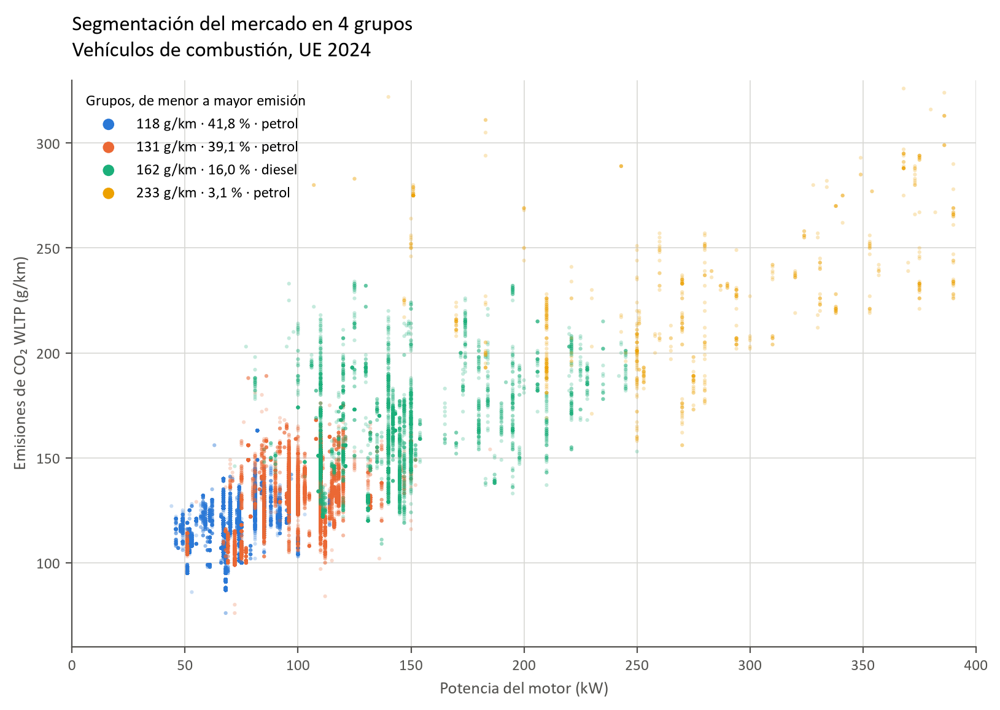 Segmentación del mercado en 4 grupos
Vehículos de combustión, UE 2024
Grupos, de menor a mayor emisión
118 g/km · 41,8 % · petrol
131 g/km · 39,1 % · petrol
162 g/km · 16,0 % · diesel
233 g/km · 3,1 % · petrol
Emisiones de CO₂ WLTP (g/km)
300
250
200
150
100
0 50 100 150 200 250 300 350 400
Potencia del motor (kW)